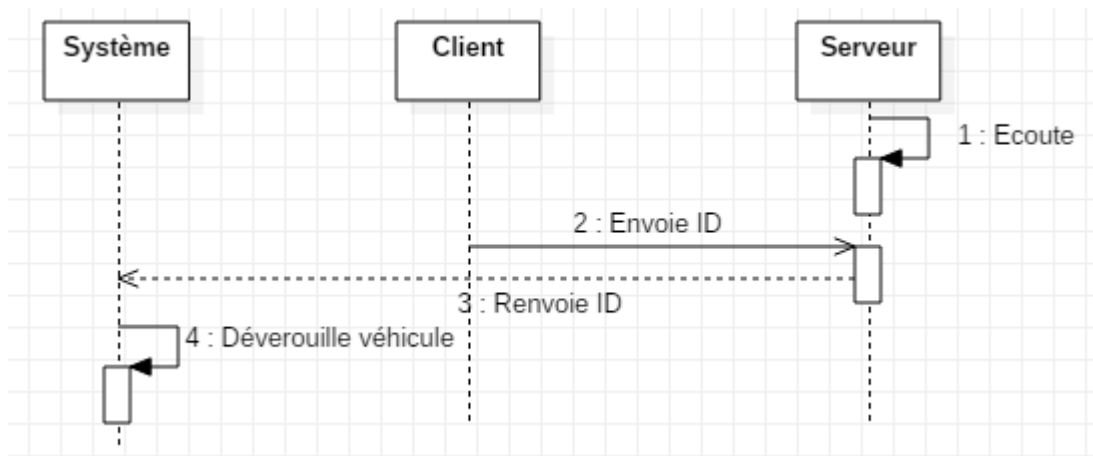 Système
Client
Serveur
1 : Ecoute
2 : Envoie ID
3 : Renvoie ID
4 : Déverouille véhicule